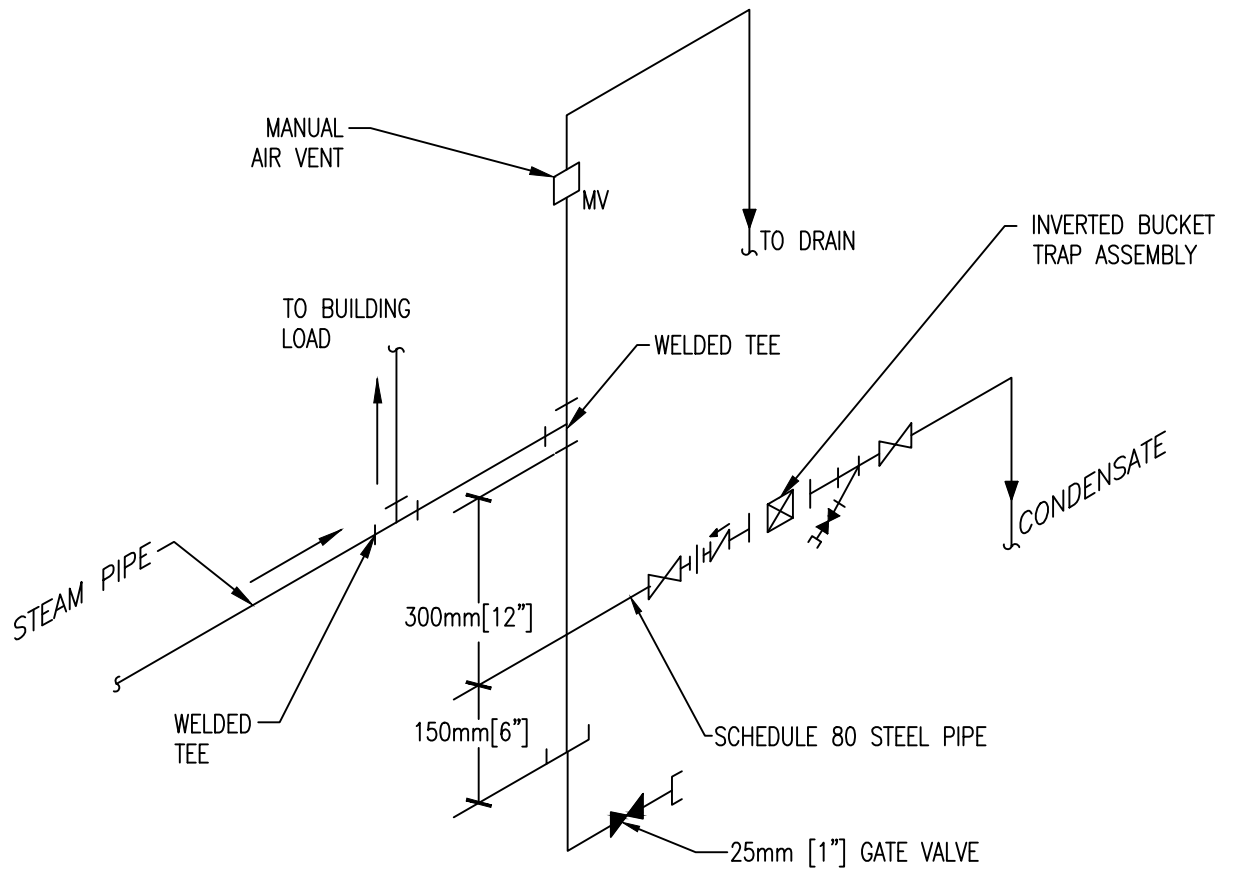 MANUAL
AIR VENT
MV
TO DRAIN
INVERTED BUCKET
TRAP ASSEMBLY
TO BUILDING
LOAD
WELDED TEE
CONDENSATE
STEAM PIPE
300mm[12"]
WELDED
TEE
150mm[6"]
SCHEDULE 80 STEEL PIPE
25mm [1"] GATE VALVE